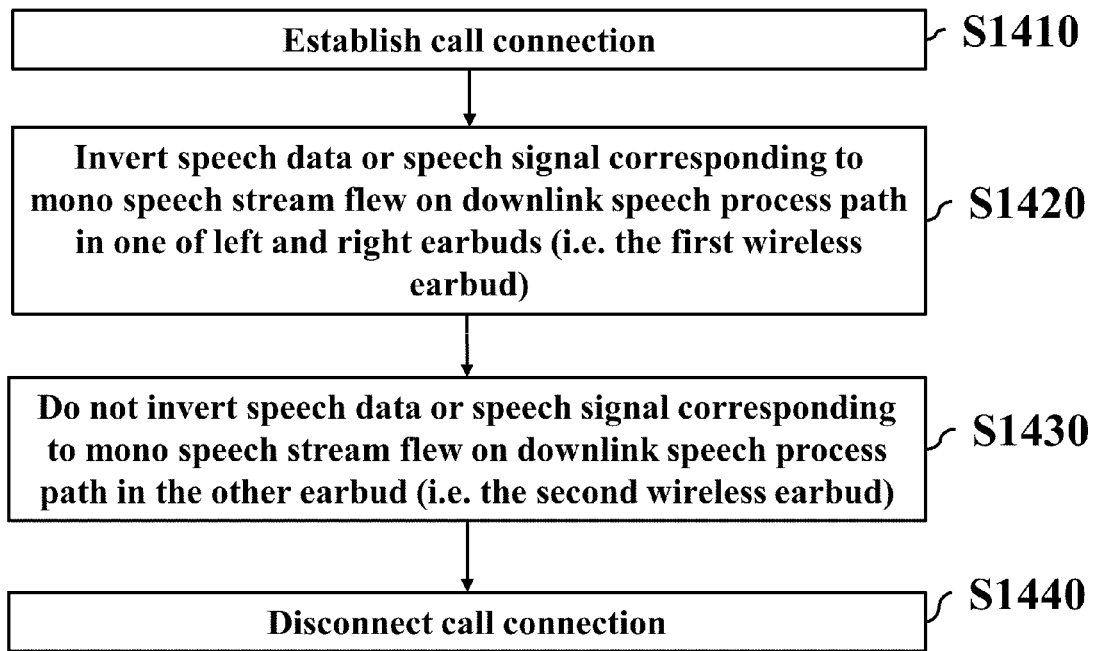 Establish call connection
S1410
Invert speech data or speech signal corresponding to
mono speech stream flew on downlink speech process path
in one of left and right earbuds (i.e. the first wireless
earbud)
S1420
Do not invert speech data or speech signal corresponding
to mono speech stream flew on downlink speech process
path in the other earbud (i.e. the second wireless earbud)
S1430
Disconnect call connection
S1440